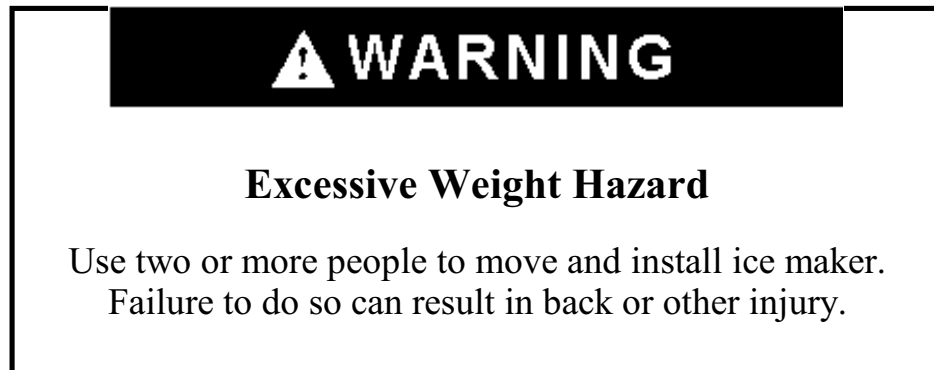 WARNING
Excessive Weight Hazard
Use two or more people to move and install ice maker.
Failure to do so can result in back or other injury.